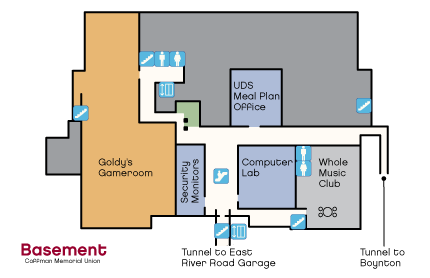 UDS
Meal Plan
Office
Goldy's
Gameroom
Security
Monitors
Computer
Lab
Whole
Music
Club
Basement
Coffman Memorial Union
Tunnel to East
River Road Garage
Tunnel to
Boynton